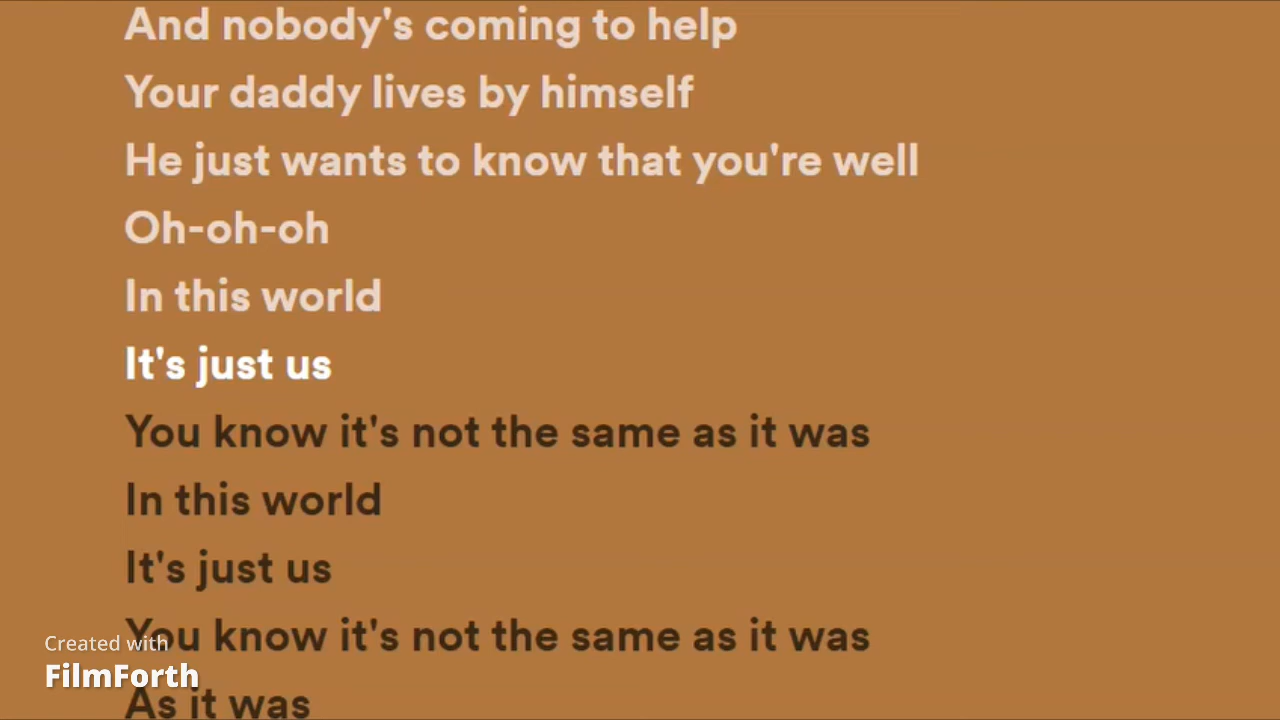 And nobody's coming to help
Your daddy lives by himself
He just wants to know that you're well
Oh-oh-oh
In this world
It's just us
You know it's not the same as it was
In this world
It's just us
You know it's not the same as it was
As it was
Created with
FilmForth